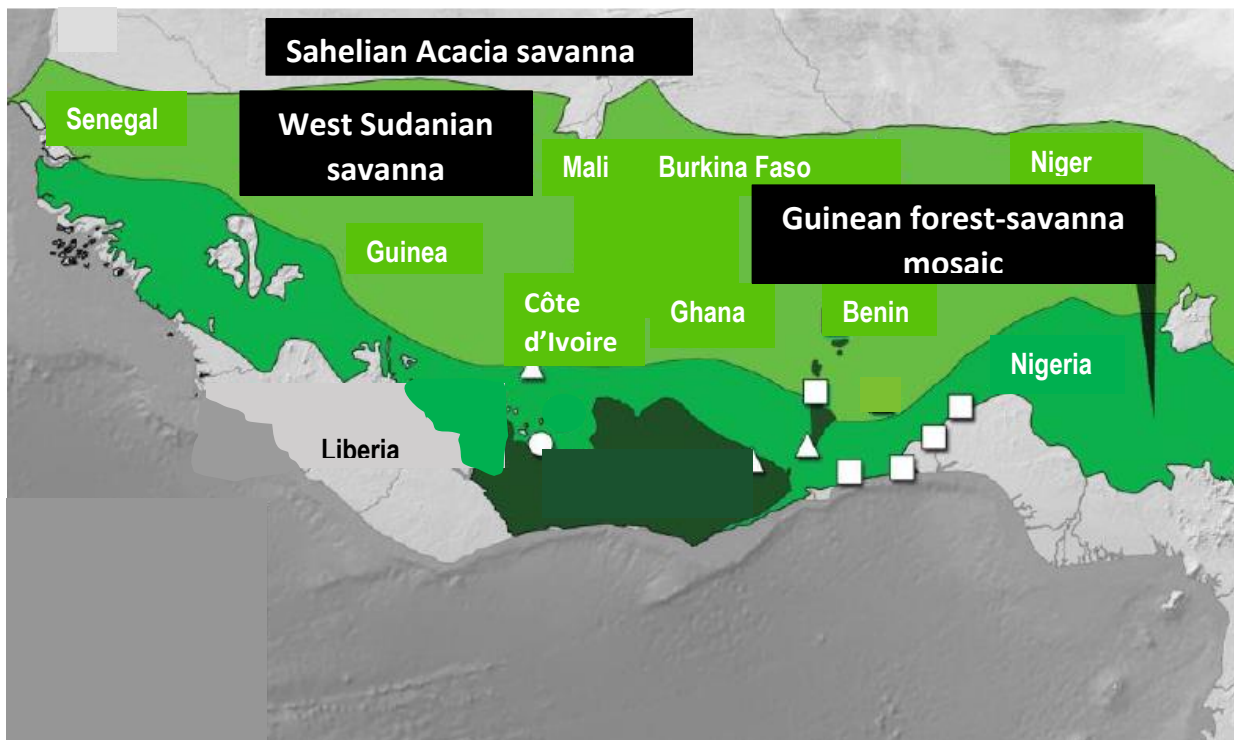 Sahelian Acacia savanna
West Sudanian
savanna
Senegal
Mali
Burkina Faso
Niger
Guinean forest-savanna
mosaic
Guinea
Côte
d’Ivoire
Ghana
Benin
Nigeria
Liberia